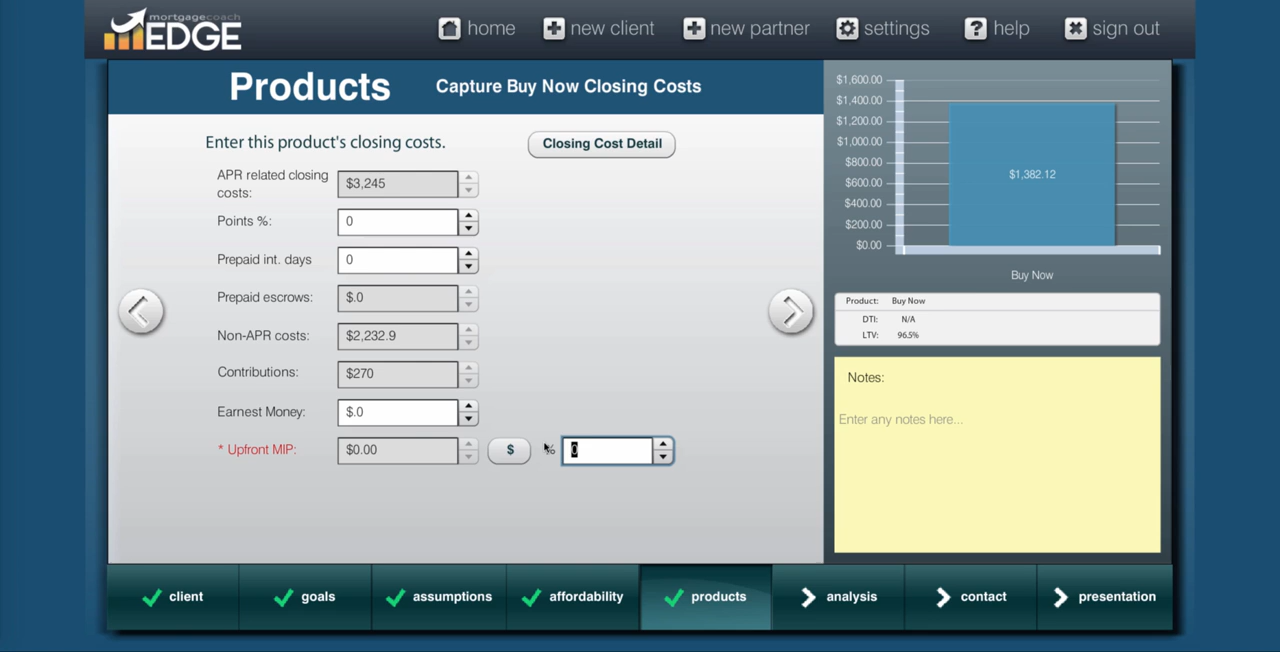 mortgagecoach
EDGE
home
new client
new partner
settings
help
sign out
Products
Capture Buy Now Closing Costs
Enter this product's closing costs.
Closing Cost Detail
APR related closing
costs:
$3,245
Points %:
0
Prepaid int. days
0
Prepaid escrows:
$.0
Non-APR costs:
$2,232.9
Contributions:
$270
Earnest Money:
$.0
* Upfront MIP:
$0.00
$
%
0
$1,600.00
$1,400.00
$1,200.00
$1,000.00
$800.00
$600.00
$400.00
$200.00
$0.00
$1,382.12
Buy Now
Product: Buy Now
DTI: N/A
LTV: 96.5%
Notes:
Enter any notes here...
client
goals
assumptions
affordability
products
analysis
contact
presentation